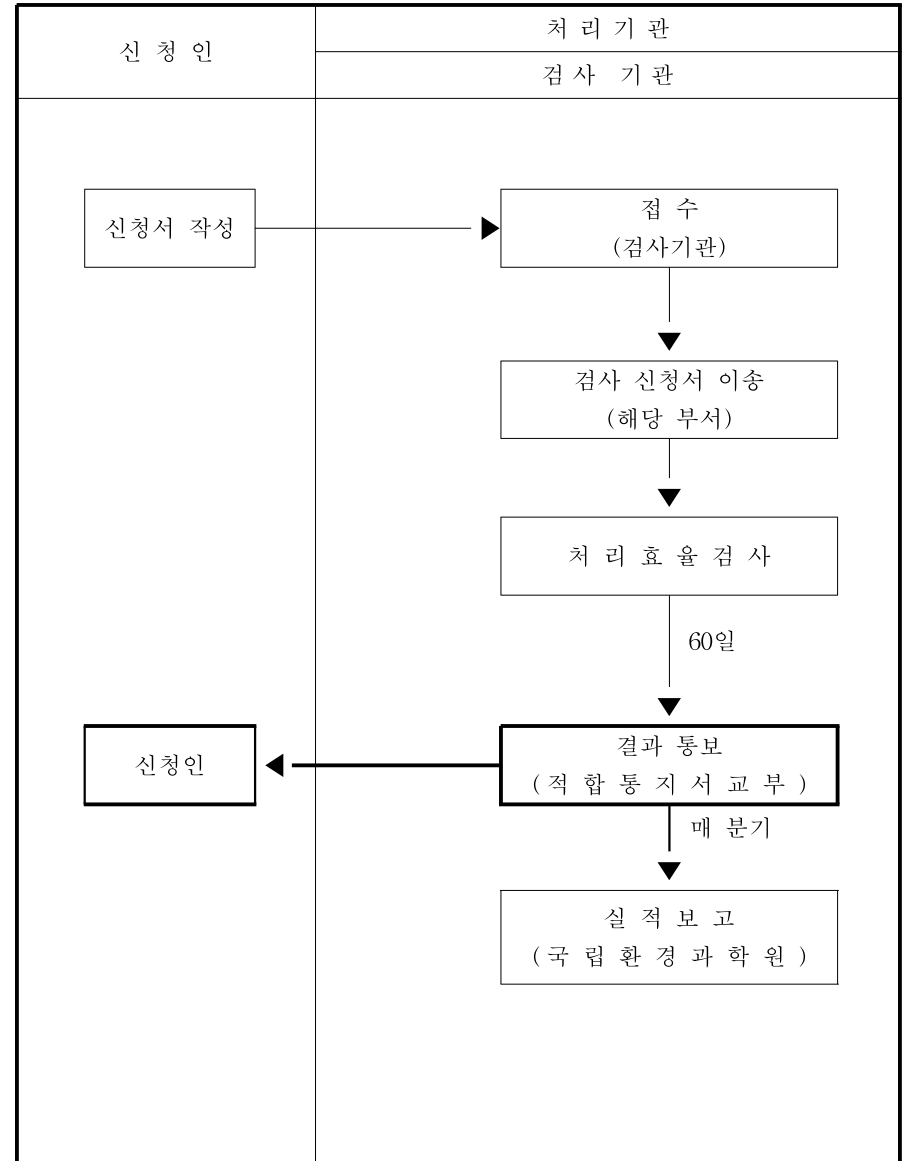 신 청 인
처 리 기 관
검 사 기 관
신청서 작성
접 수
(검사기관)
검사 신청서 이송
(해당 부서)
처 리 효 율 검 사
60일
신청인
결과 통보
( 적 합 통 지 서 교 부 )
매 분기
실 적 보 고
( 국 립 환 경 과 학 원 )